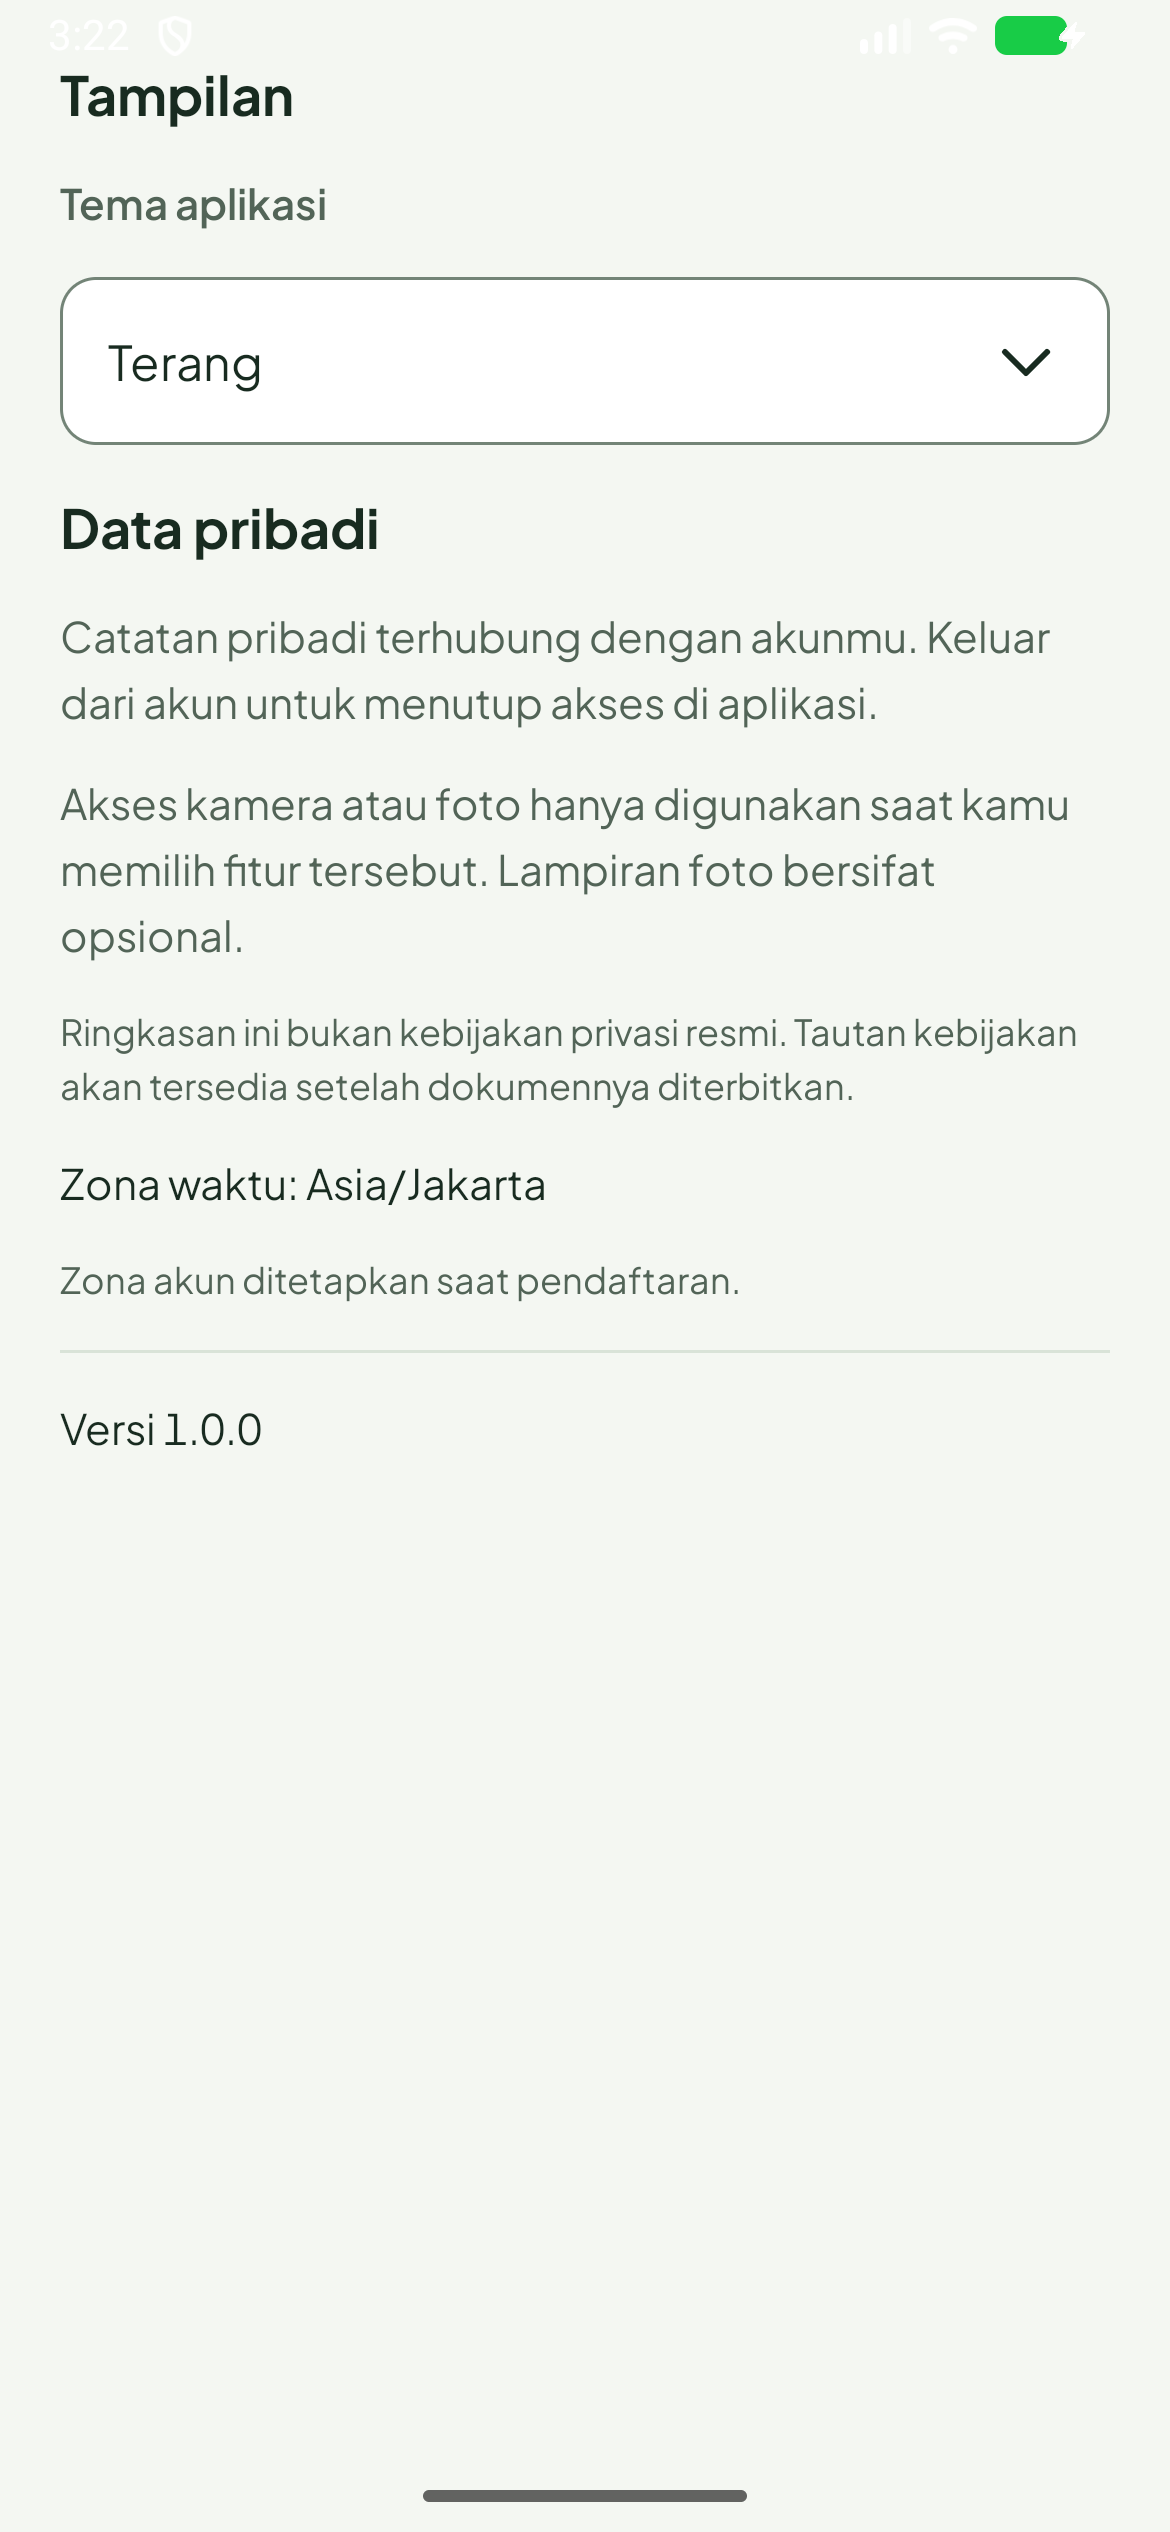 3:22
Tampilan
Tema aplikasi
Terang
Data pribadi
Catatan pribadi terhubung dengan akunmu. Keluar
dari akun untuk menutup akses di aplikasi.
Akses kamera atau foto hanya digunakan saat kamu
memilih fitur tersebut. Lampiran foto bersifat
opsional.
Ringkasan ini bukan kebijakan privasi resmi. Tautan kebijakan
akan tersedia setelah dokumennya diterbitkan.
Zona waktu: Asia/Jakarta
Zona akun ditetapkan saat pendaftaran.
Versi 1.0.0